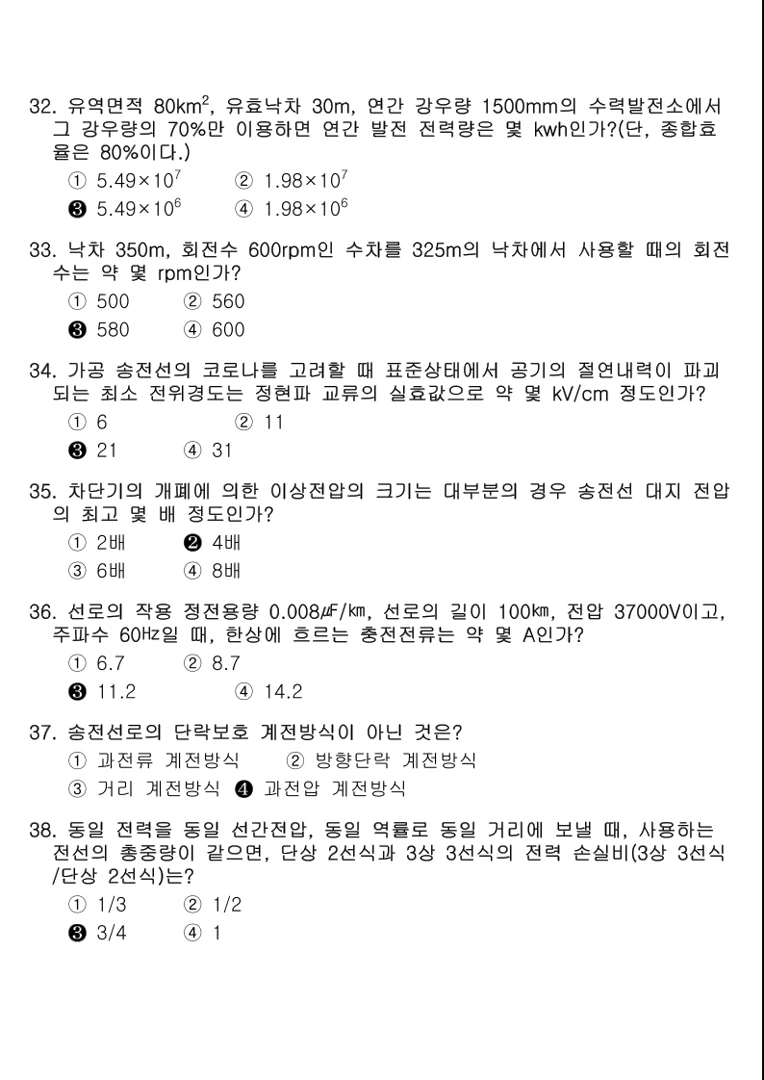 32. 유역면적 80km², 유효낙차 30m, 연간 강우량 1500mm의 수력발전소에서
그 강우량의 70%만 이용하면 연간 발전 전력량은 몇 kwh인가?(단, 종합효
율은 80%이다.)
① 5.49×10⁷ ② 1.98×10⁷
❸ 5.49×10⁶ ④ 1.98×10⁶
33. 낙차 350m, 회전수 600rpm인 수차를 325m의 낙차에서 사용할 때의 회전
수는 약 몇 rpm인가?
① 500 ② 560
❸ 580 ④ 600
34. 가공 송전선의 코로나를 고려할 때 표준상태에서 공기의 절연내력이 파괴
되는 최소 전위경도는 정현파 교류의 실효값으로 약 몇 kV/cm 정도인가?
① 6 ② 11
❸ 21 ④ 31
35. 차단기의 개폐에 의한 이상전압의 크기는 대부분의 경우 송전선 대지 전압
의 최고 몇 배 정도인가?
① 2배 ❷ 4배
③ 6배 ④ 8배
36. 선로의 작용 정전용량 0.008㎌/㎞, 선로의 길이 100㎞, 전압 37000V이고,
주파수 60㎐일 때, 한상에 흐르는 충전전류는 약 몇 A인가?
① 6.7 ② 8.7
❸ 11.2 ④ 14.2
37. 송전선로의 단락보호 계전방식이 아닌 것은?
① 과전류 계전방식 ② 방향단락 계전방식
③ 거리 계전방식 ❹ 과전압 계전방식
38. 동일 전력을 동일 선간전압, 동일 역률로 동일 거리에 보낼 때, 사용하는
전선의 총중량이 같으면, 단상 2선식과 3상 3선식의 전력 손실비(3상 3선식
/단상 2선식)는?
① 1/3 ② 1/2
❸ 3/4 ④ 1